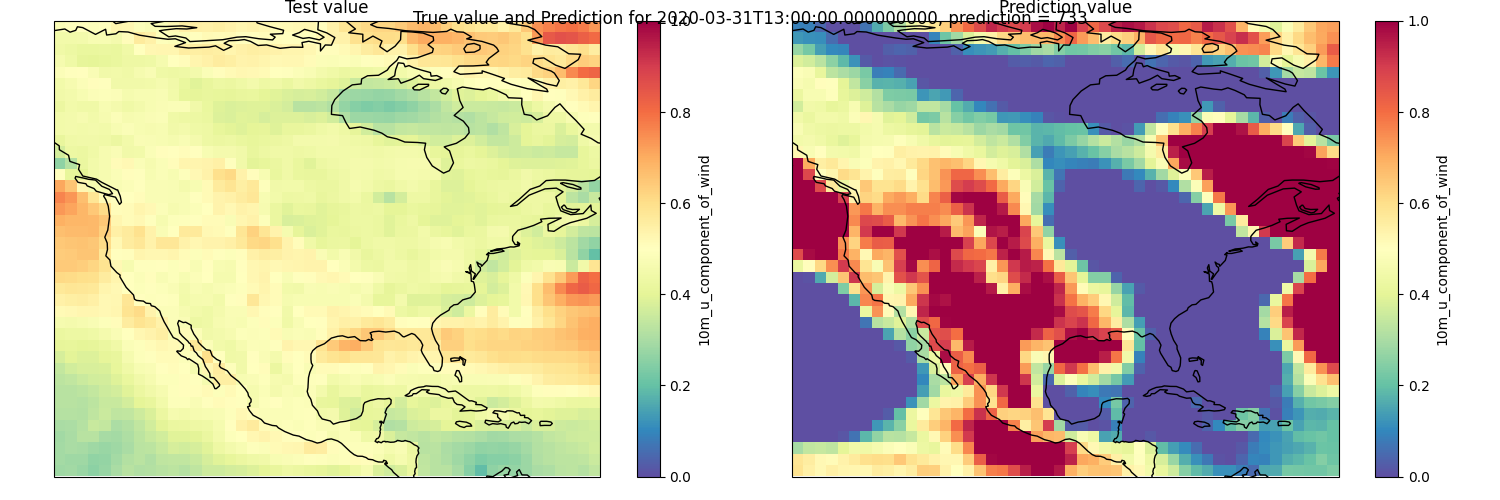 Test value
True value and Prediction for 2020-03-31T13:00:00.000000000, prediction = 733
Prediction value
1.0
0.8
0.6
0.4
0.2
0.0
10m_u_component_of_wind
1.0
0.8
0.6
0.4
0.2
0.0
10m_u_component_of_wind